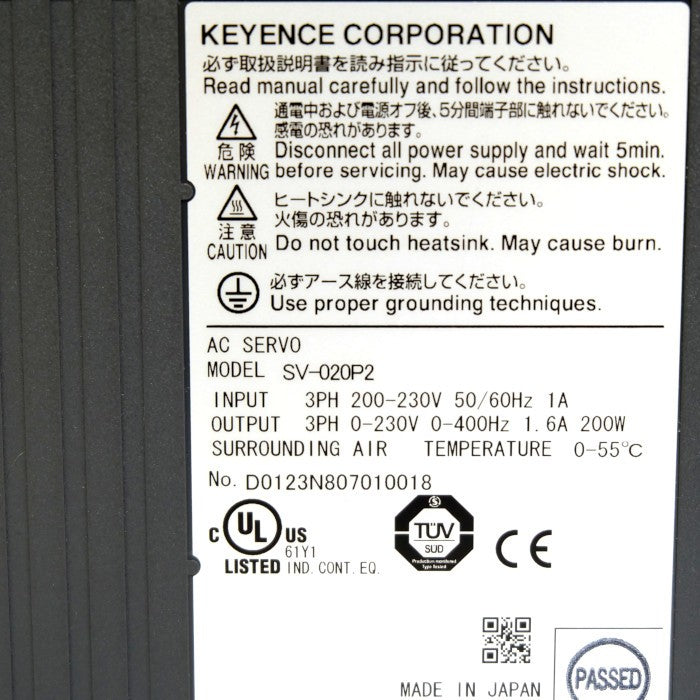 KEYENCE CORPORATION
必ず取扱説明書を読み指示に従ってください。
Read manual carefully and follow the instructions.
通電中および電源オフ後、5分間端子部に触れないでください。
感電の恐れがあります。
危険
WARNING
Disconnect all power supply and wait 5min.
before servicing. May cause electric shock.
ヒートシンクに触れないでください。
火傷の恐れがあります。
注意
CAUTION
Do not touch heatsink. May cause burn.
必ずアース線を接続してください。
Use proper grounding techniques.
AC SERVO
MODEL SV-020P2
INPUT 3PH 200-230V 50/60Hz 1A
OUTPUT 3PH 0-230V 0-400Hz 1.6A 200W
SURROUNDING AIR TEMPERATURE 0-55℃
No. D0123N807010018
C UL US
LISTED
61Y1
IND. CONT. EQ.
TÜV
SUD
Production monitored
Type tested
CE
MADE IN JAPAN
PASSED